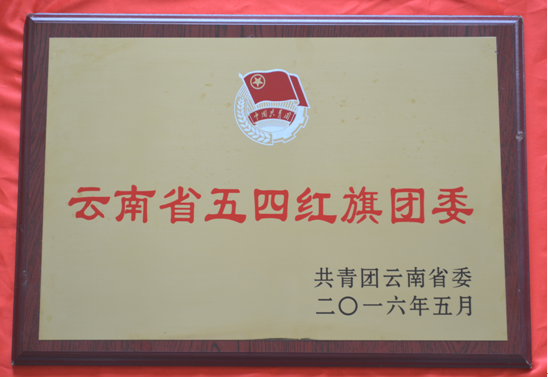 中国共青团
云南省五四红旗团委
共青团云南省委
二〇一六年五月